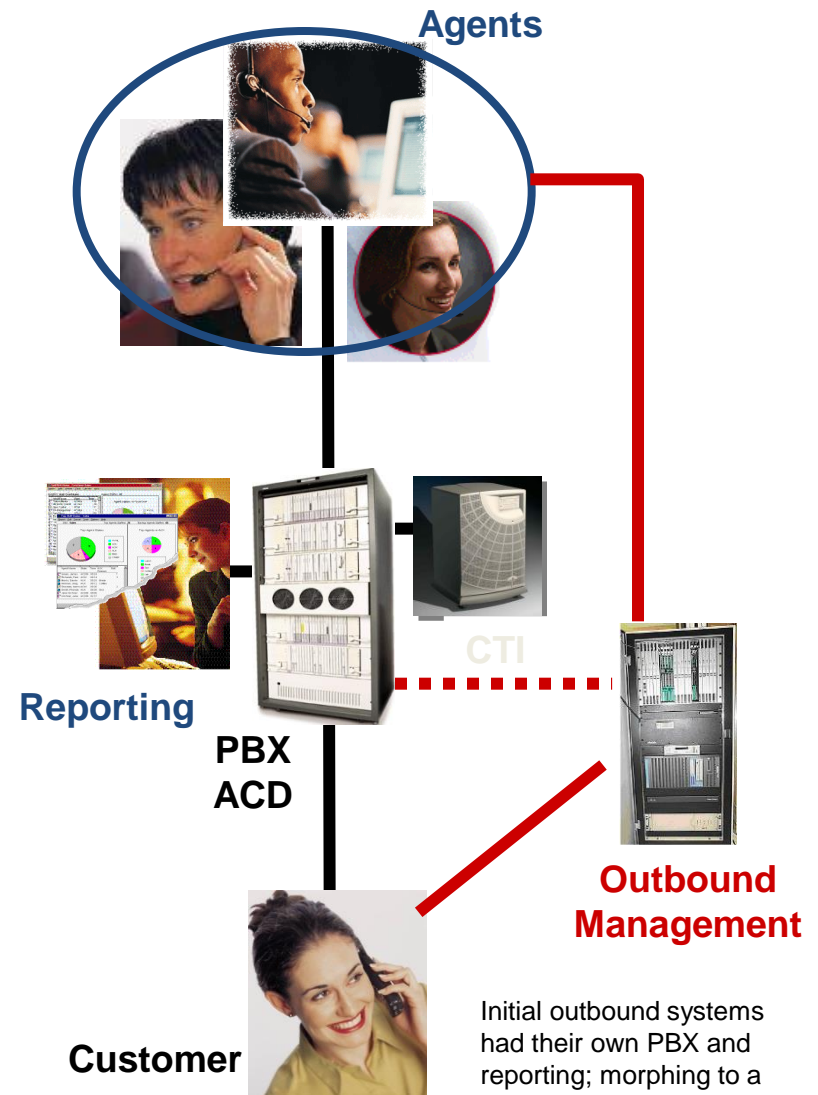 Agents
CTI
Reporting
PBX
ACD
Outbound
Management
Customer
Initial outbound systems
had their own PBX and
reporting; morphing to a